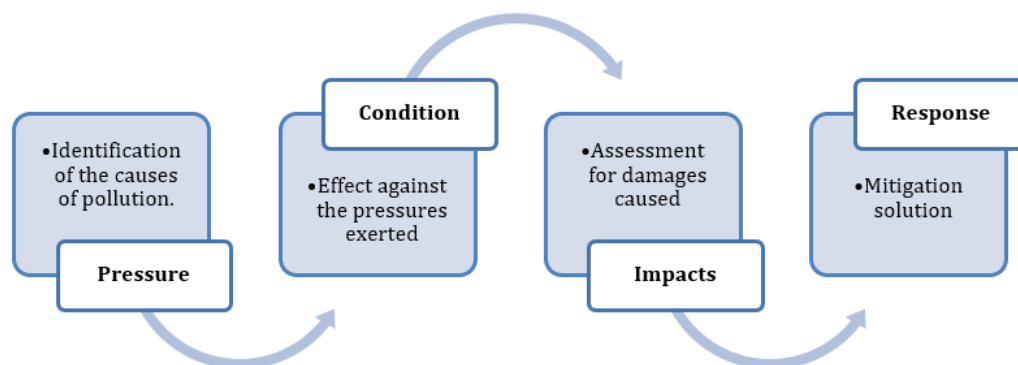 •Identification
of the causes
of pollution.
Pressure
Condition
•Effect against
the pressures
exerted
•Assessment
for damages
caused
Impacts
Response
•Mitigation
solution